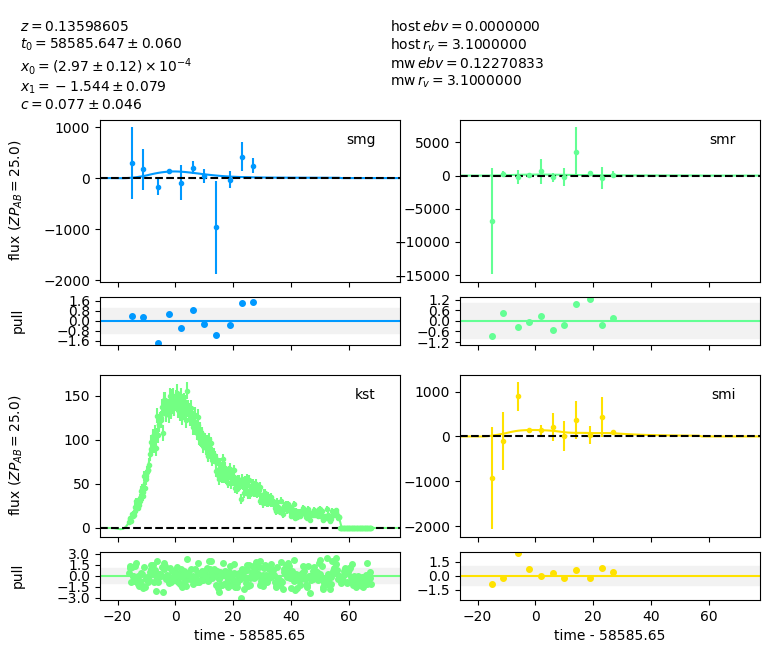 z = 0.13598605
t₀ = 58585.647 ± 0.060
x₀ = (2.97 ± 0.12) × 10⁻⁴
x₁ = −1.544 ± 0.079
c = 0.077 ± 0.046
host ebv = 0.0000000
host r_v = 3.1000000
mw ebv = 0.12270833
mw r_v = 3.1000000
smg
flux (ZP_AB = 25.0)
1000
0
−1000
−2000
smr
5000
0
−5000
−10000
−15000
pull
1.6
0.8
0.0
−0.8
−1.6
1.2
0.6
0.0
−0.6
−1.2
kst
flux (ZP_AB = 25.0)
150
100
50
0
smi
1000
0
−1000
−2000
pull
3.0
1.5
0.0
−1.5
−3.0
−20 0 20 40 60
time - 58585.65
1.5
0.0
−1.5
−20 0 20 40 60
time - 58585.65